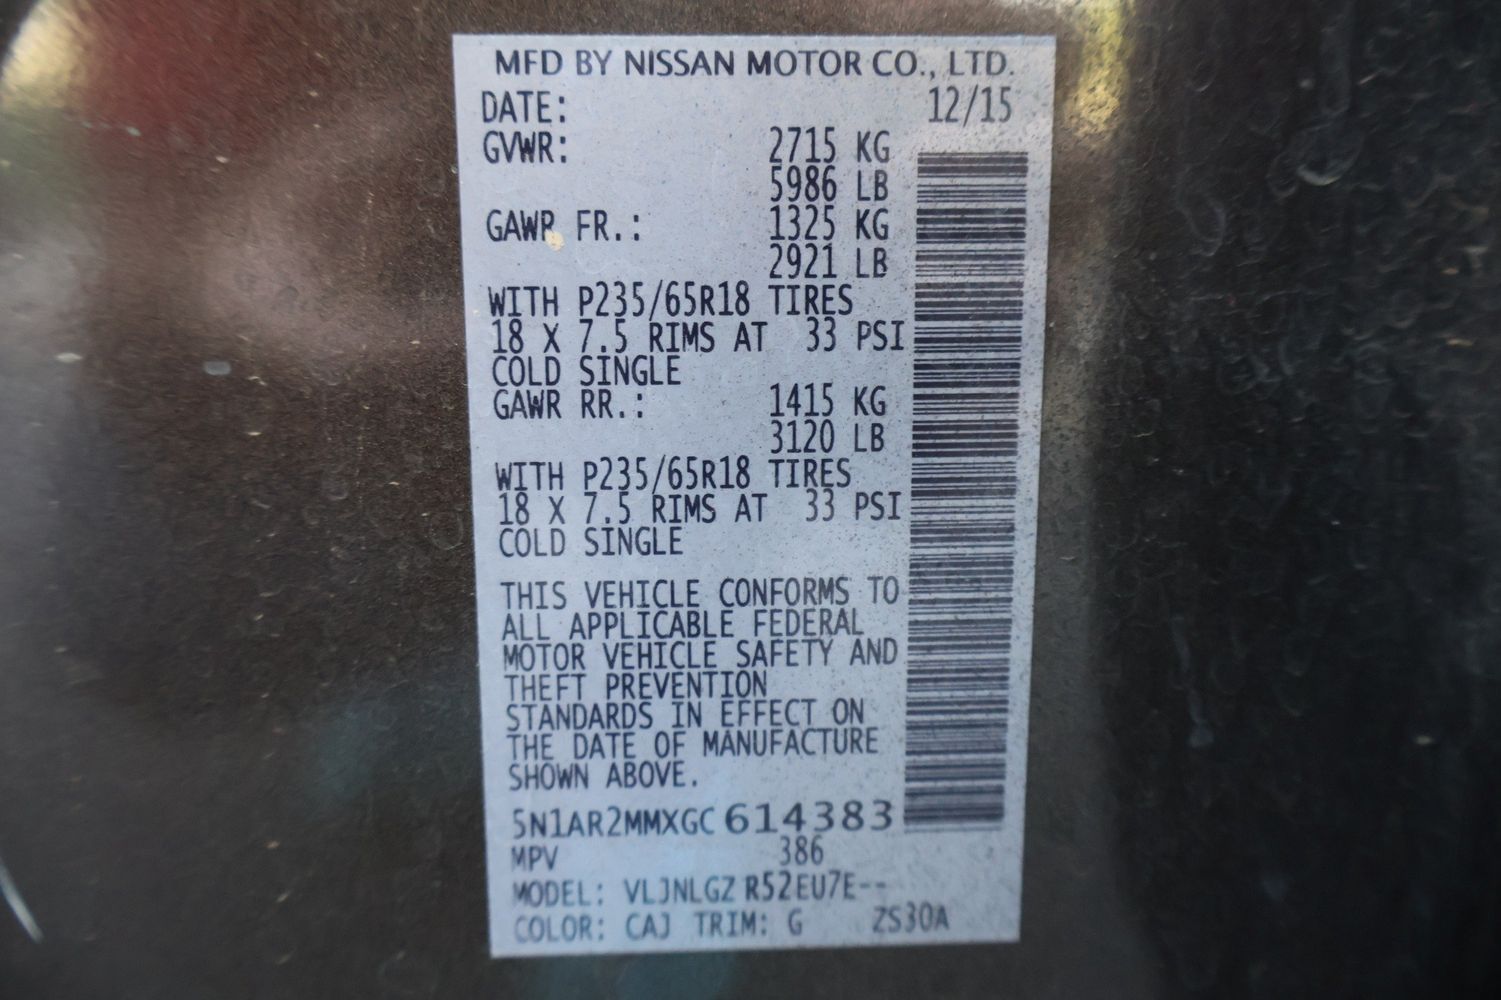 MFD BY NISSAN MOTOR CO., LTD.
DATE: 12/15
GVWR: 2715 KG
5986 LB
GAWR FR.: 1325 KG
2921 LB
WITH P235/65R18 TIRES
18 X 7.5 RIMS AT 33 PSI
COLD SINGLE
GAWR RR.: 1415 KG
3120 LB
WITH P235/65R18 TIRES
18 X 7.5 RIMS AT 33 PSI
COLD SINGLE
THIS VEHICLE CONFORMS TO
ALL APPLICABLE FEDERAL
MOTOR VEHICLE SAFETY AND
THEFT PREVENTION
STANDARDS IN EFFECT ON
THE DATE OF MANUFACTURE
SHOWN ABOVE.
5N1AR2MMXGC614383
MPV 386
MODEL: VLJNLGZ R52EU7E--
COLOR: CAJ TRIM: G ZS30A